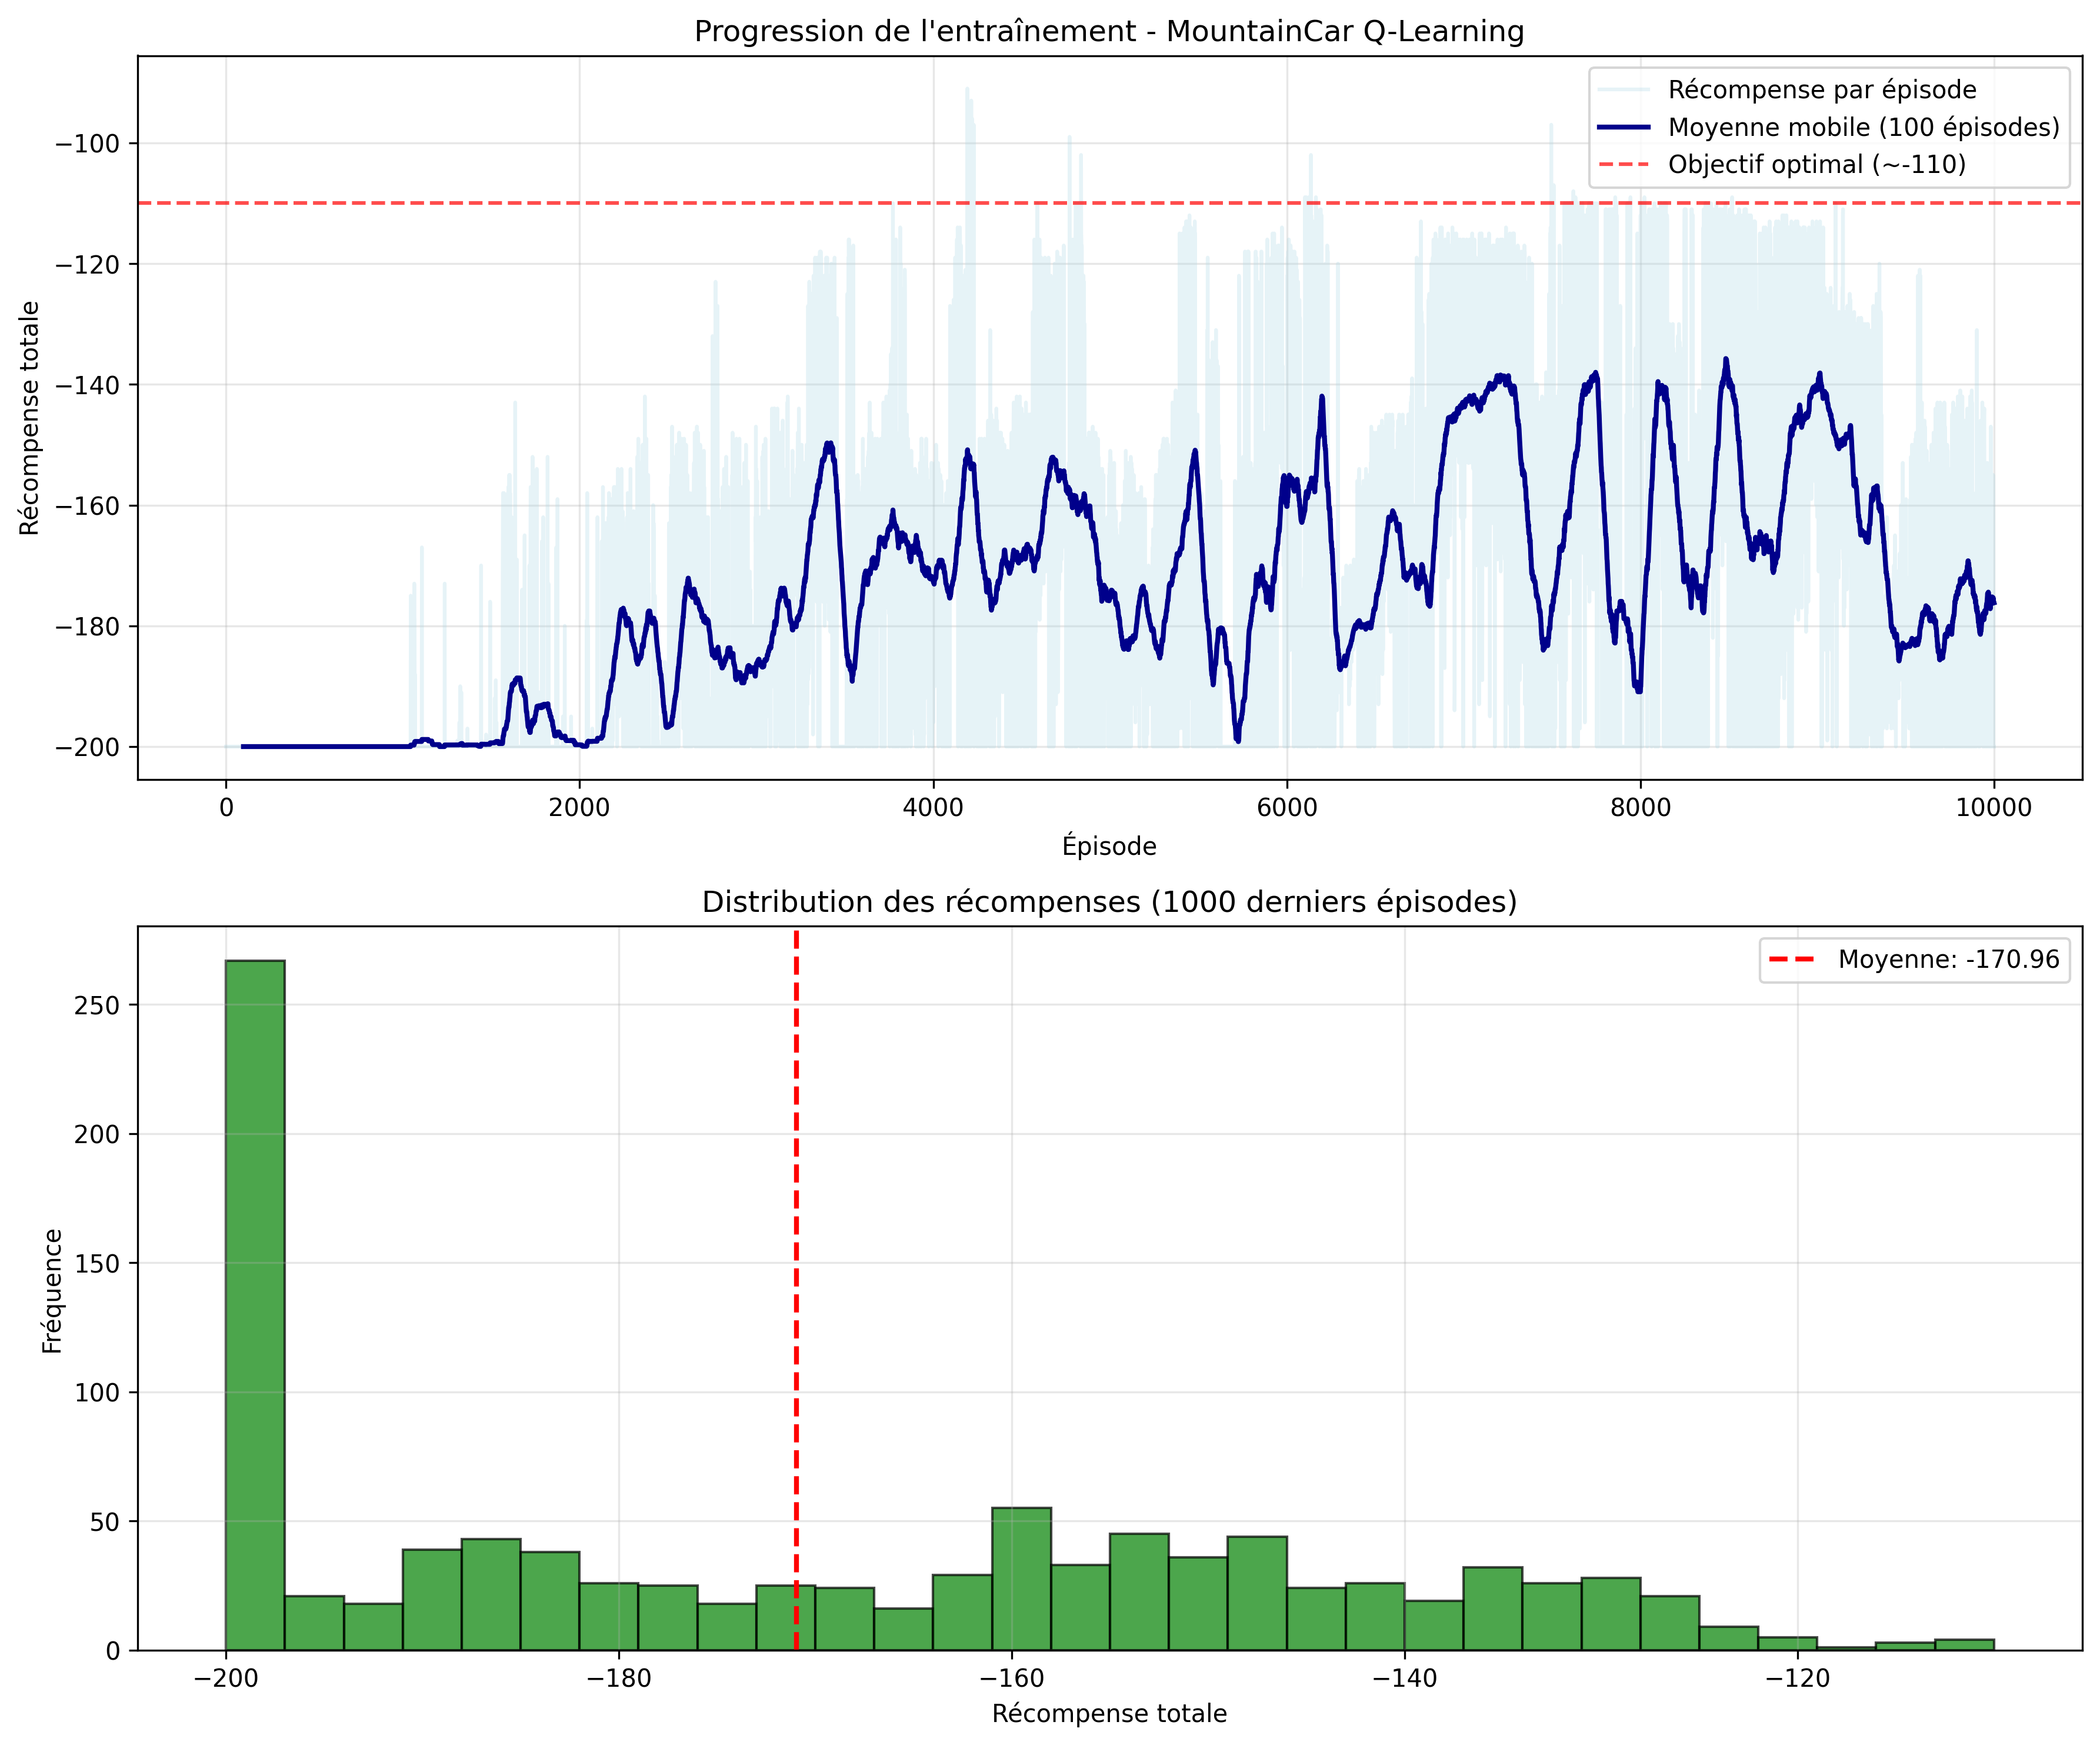 Progression de l'entraînement - MountainCar Q-Learning
Récompense par épisode
Moyenne mobile (100 épisodes)
Objectif optimal (~-110)
Récompense totale
−100
−120
−140
−160
−180
−200
0 2000 4000 6000 8000 10000
Épisode
Distribution des récompenses (1000 derniers épisodes)
Moyenne: -170.96
Fréquence
250
200
150
100
50
0
−200 −180 −160 −140 −120
Récompense totale